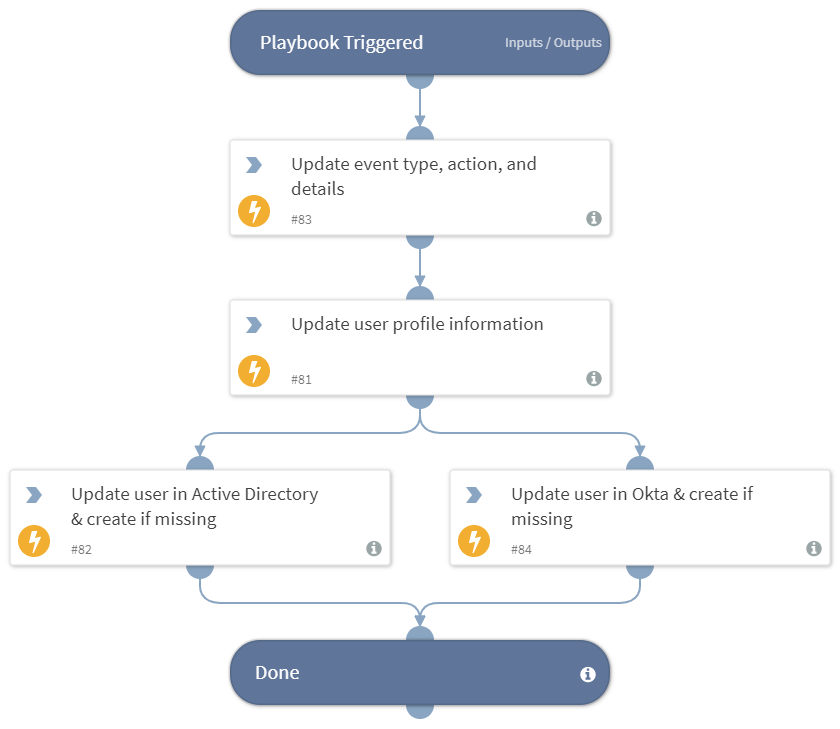 Playbook Triggered
Inputs / Outputs
Update event type, action, and
details
#83
Update user profile information
#81
Update user in Active Directory
& create if missing
#82
Update user in Okta & create if
missing
#84
Done